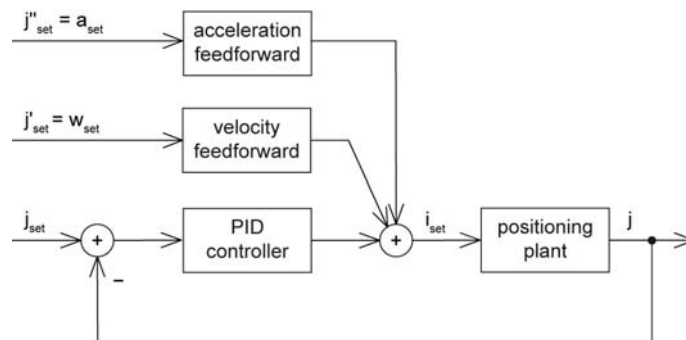 j"set = aset
acceleration
feedforward
j'set = wset
velocity
feedforward
jset
+
–
PID
controller
+
iset
positioning
plant
j